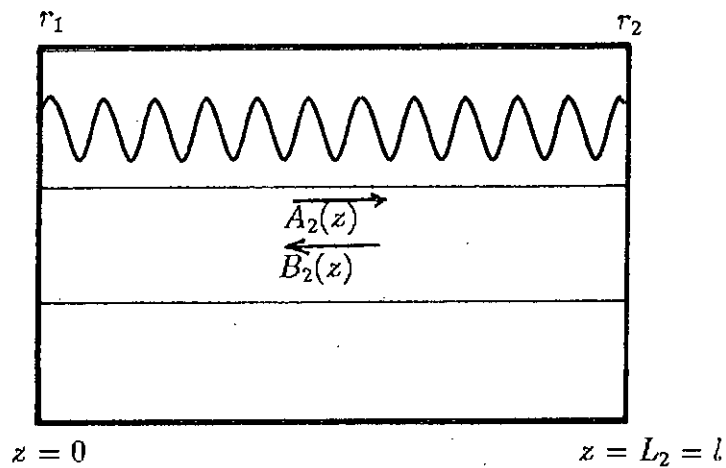 r₁ r₂
A₂(z)
B₂(z)
z = 0 z = L₂ = l